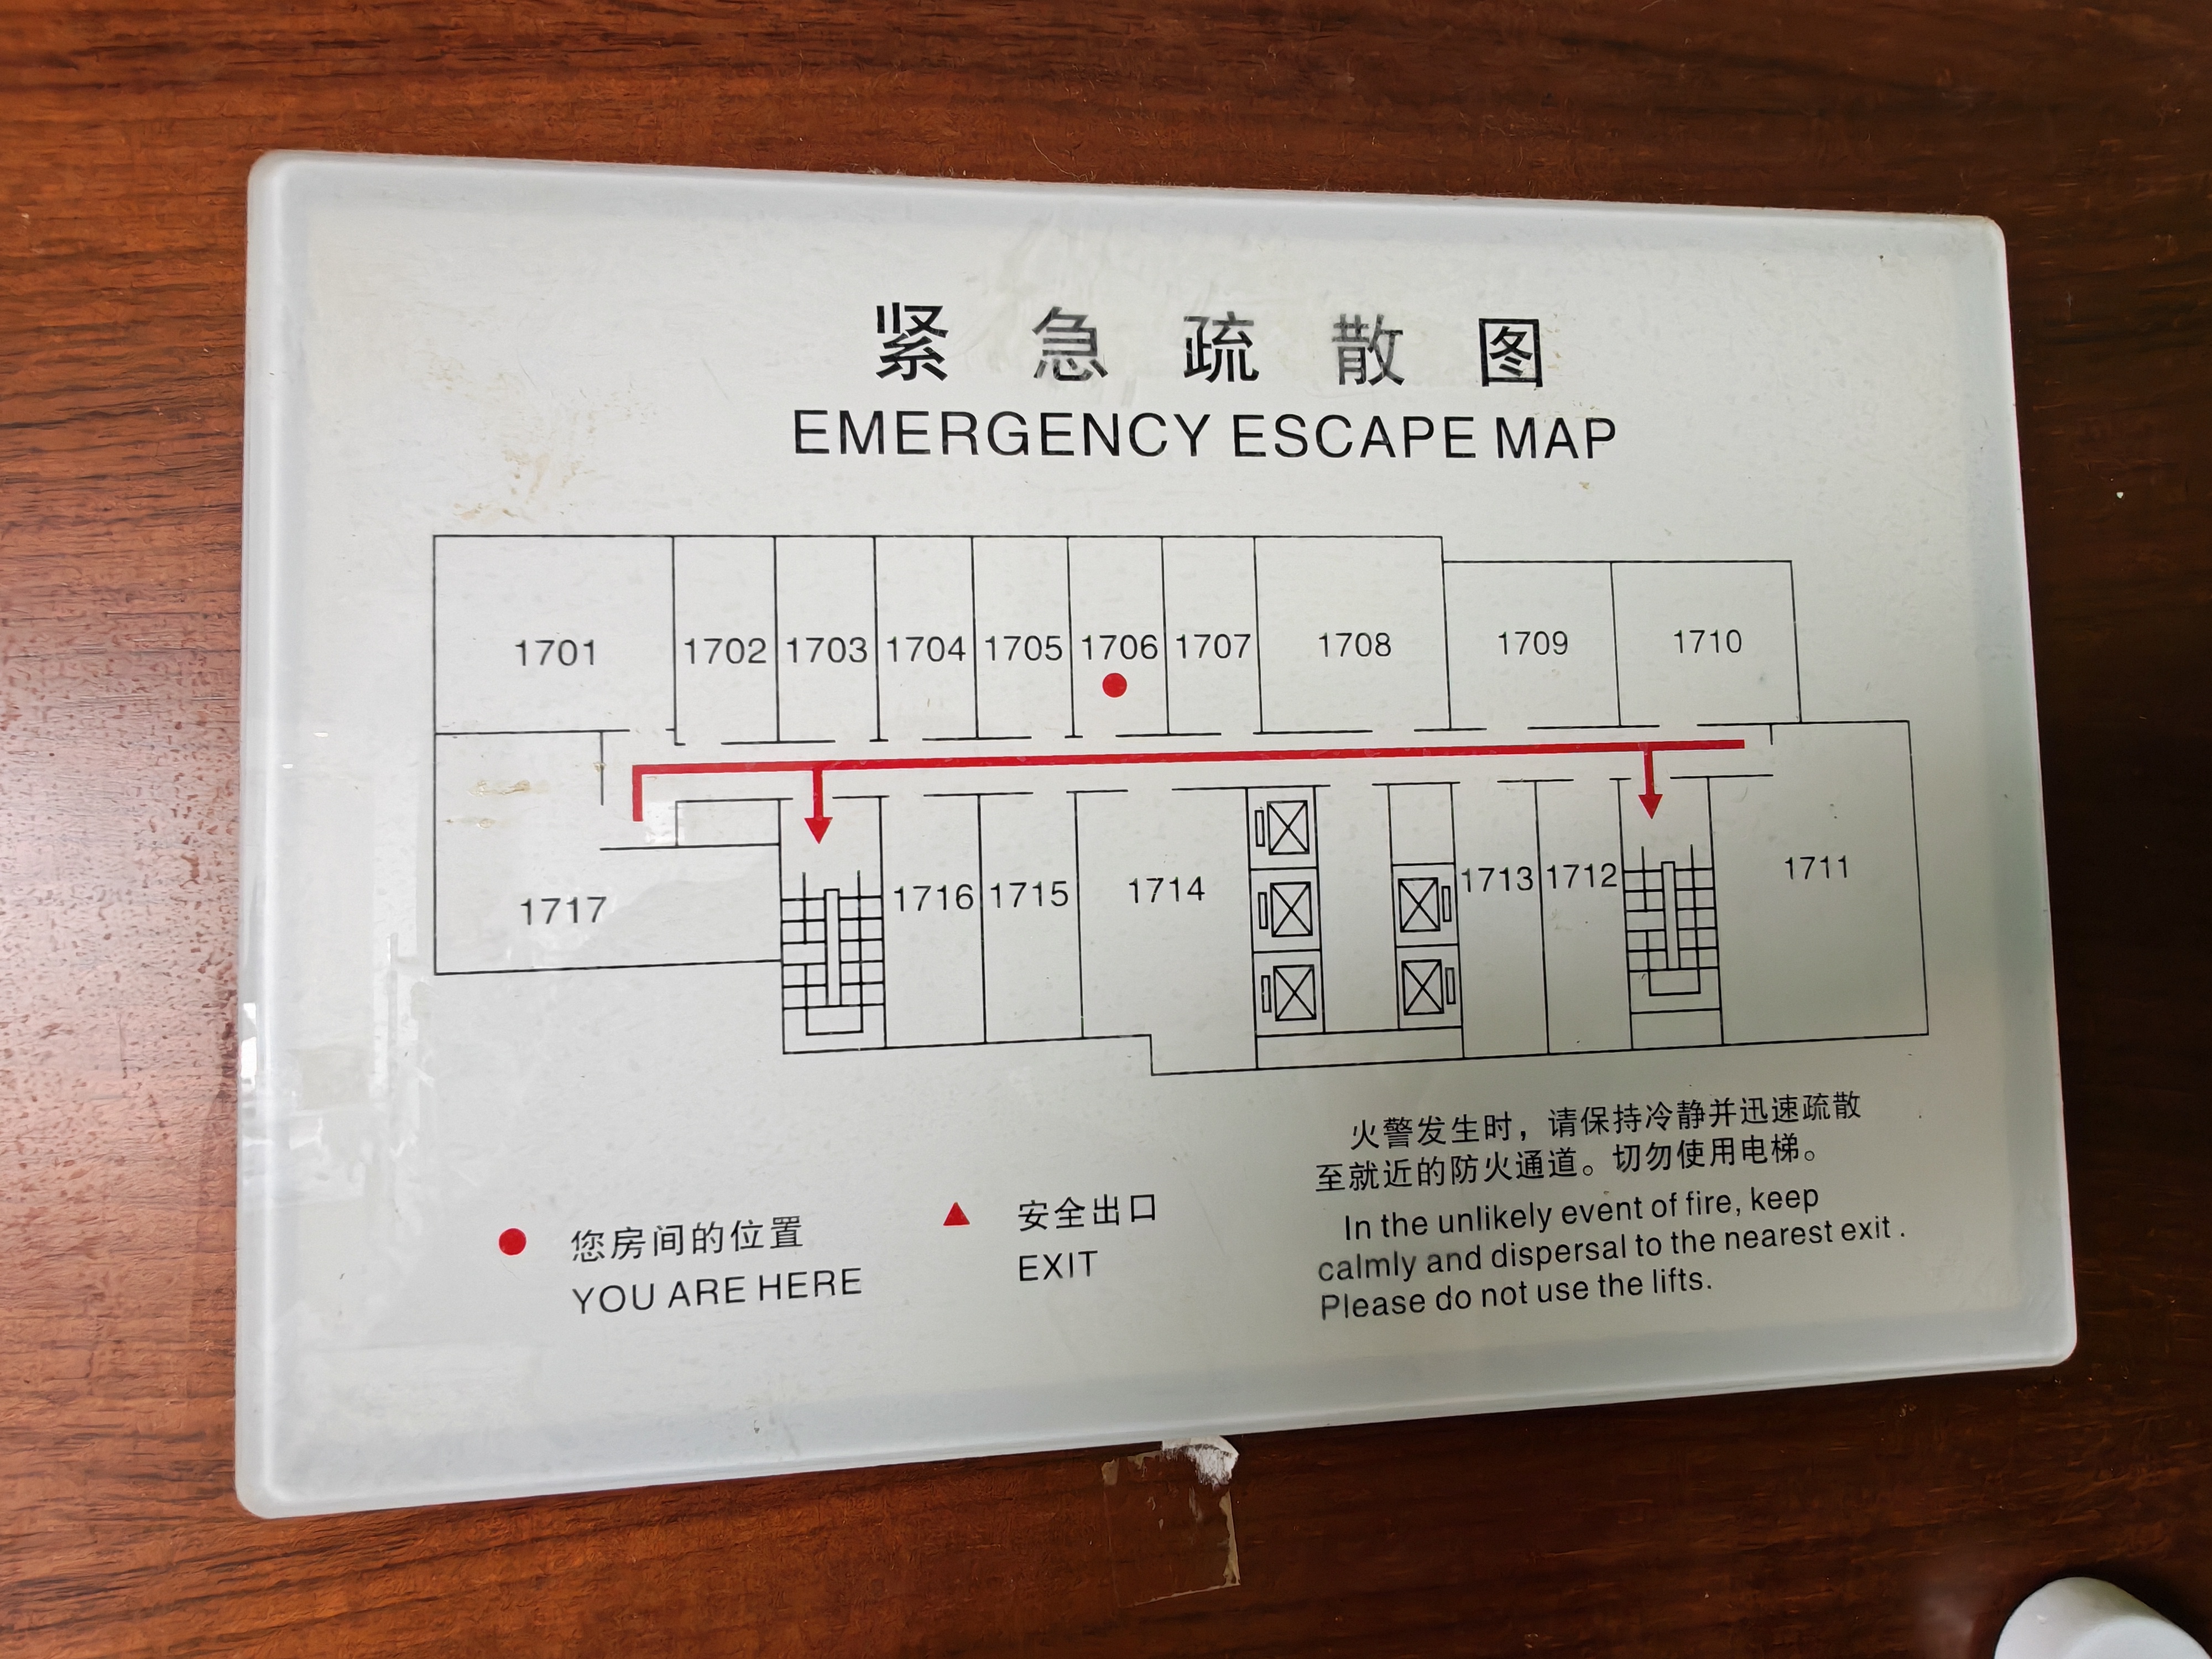 紧急疏散图
EMERGENCY ESCAPE MAP
1701 1702 1703 1704 1705 1706 1707 1708 1709 1710
1717 1716 1715 1714 1713 1712 1711
火警发生时，请保持冷静并迅速疏散
至就近的防火通道。切勿使用电梯。
In the unlikely event of fire, keep
calmly and dispersal to the nearest exit .
Please do not use the lifts.
您房间的位置
YOU ARE HERE
安全出口
EXIT